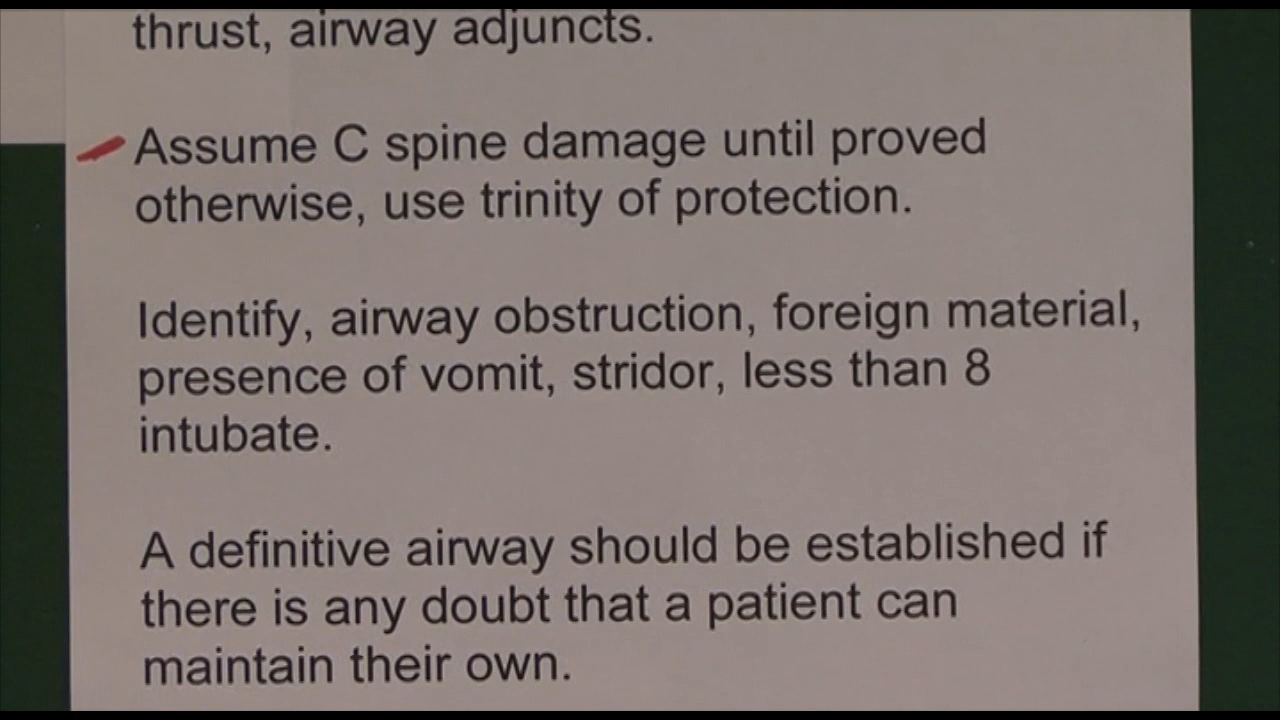 thrust, airway adjuncts.
Assume C spine damage until proved
otherwise, use trinity of protection.
Identify, airway obstruction, foreign material,
presence of vomit, stridor, less than 8
intubate.
A definitive airway should be established if
there is any doubt that a patient can
maintain their own.